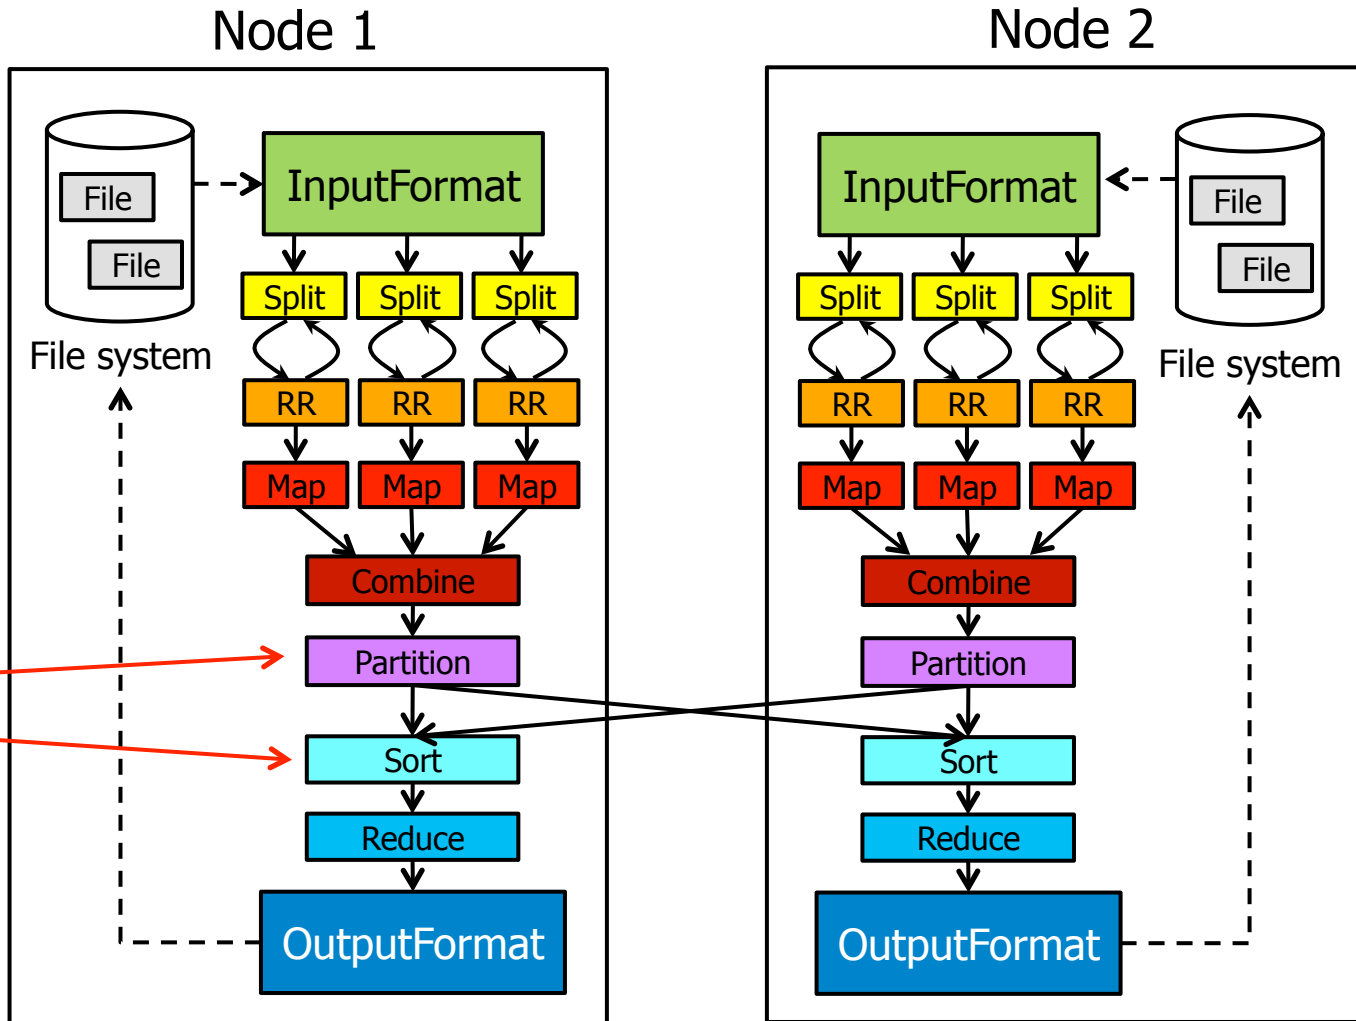 Node 1
File
File
File system
InputFormat
Split Split Split
RR RR RR
Map Map Map
Combine
Partition
Sort
Reduce
OutputFormat
Node 2
InputFormat
File
File
File system
Split Split Split
RR RR RR
Map Map Map
Combine
Partition
Sort
Reduce
OutputFormat